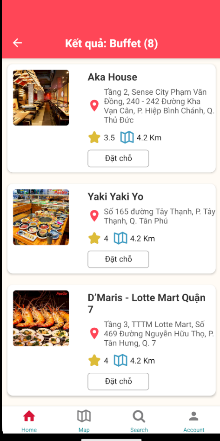 Kết quả: Buffet (8)
Aka House
Tầng 2, Sense City Phạm Văn
Đồng, 240 - 242 Đường Kha
Vạn Cân, P. Hiệp Bình Chánh, Q.
Thủ Đức
3.5 4.2 Km
Đặt chỗ
Yaki Yaki Yo
Số 165 đường Tây Thạnh, P. Tây
Thạnh, Q. Tân Phú
4 4.2 Km
Đặt chỗ
D'Maris - Lotte Mart Quận
7
Tầng 3, TTTM Lotte Mart, Số
469 Đường Nguyễn Hữu Thọ, P.
Tân Hưng, Q. 7
4 4.2 Km
Đặt chỗ
Home Map Search Account